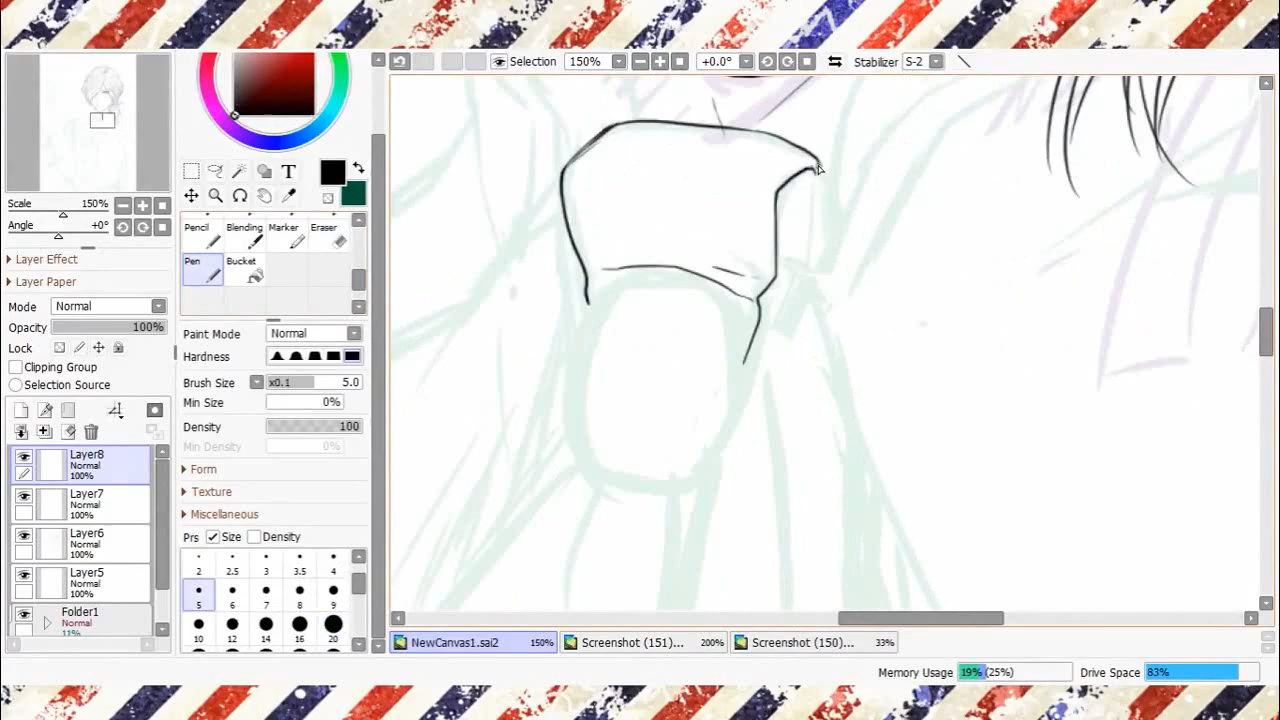 Selection 150% +0.0° Stabilizer S-2
Scale 150%
Angle +0°
Layer Effect
Layer Paper
Mode Normal
Opacity 100%
Lock
Clipping Group
Selection Source
Layer8
Normal
100%
Layer7
Normal
100%
Layer6
Normal
100%
Layer5
Normal
100%
Folder1
Normal
11%
T
Pencil Blending Marker Eraser
Pen Bucket
Paint Mode Normal
Hardness
Brush Size x0.1 5.0
Min Size 0%
Density 100
Min Density 0%
Form
Texture
Miscellaneous
Prs Size Density
2 2.5 3 3.5 4
5 6 7 8 9
10 12 14 16 20
NewCanvas1.sai2 150% Screenshot (151)... 200% Screenshot (150)... 33%
Memory Usage 19% (25%) Drive Space 83%